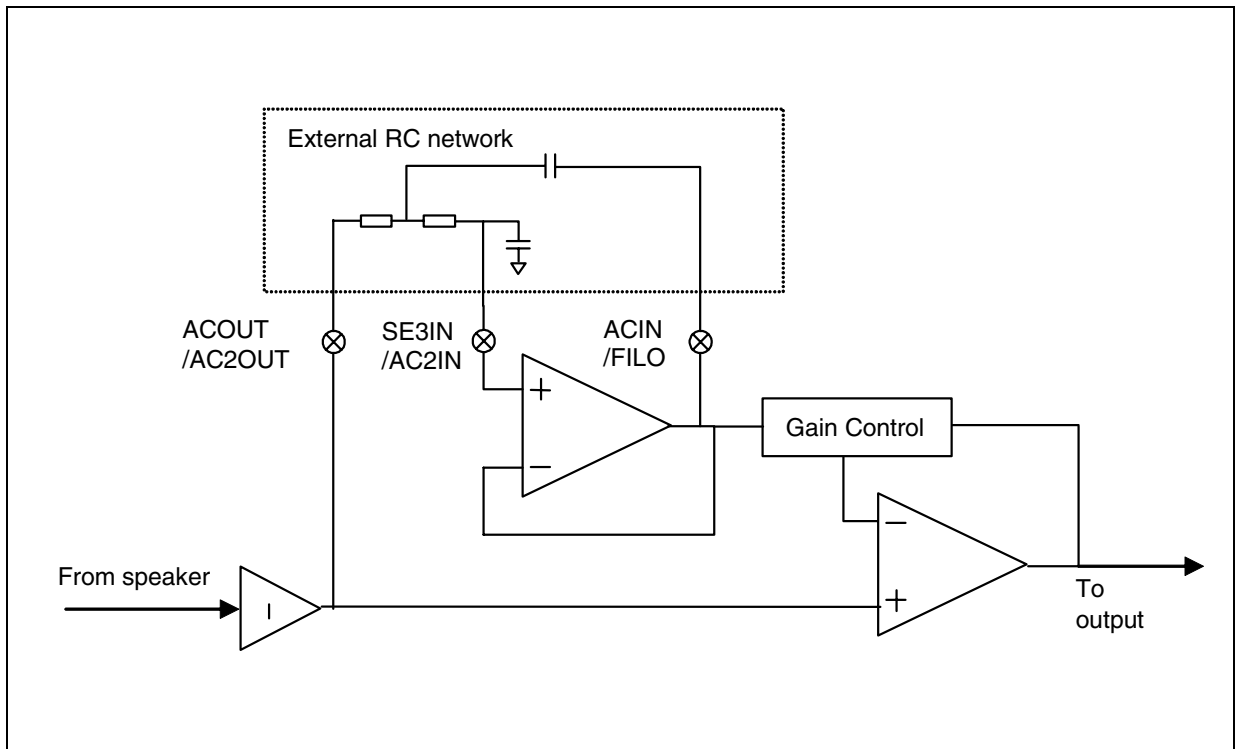 External RC network
ACOUT
/AC2OUT
SE3IN
/AC2IN
ACIN
/FILO
+
−
Gain Control
−
+
From speaker
I
To
output